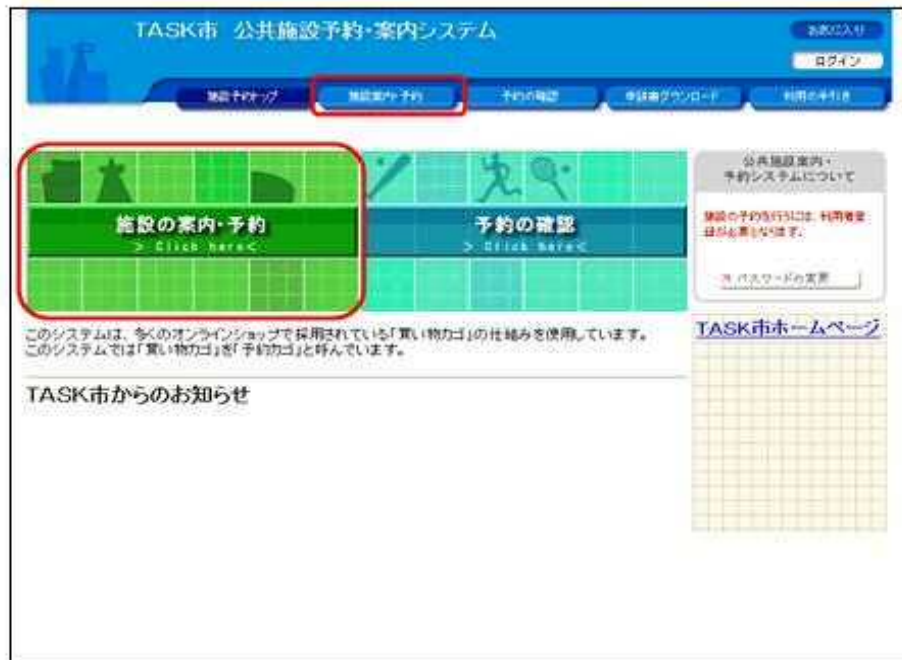 TASK市 公共施設予約・案内システム
お気に入り
ログイン
施設予約トップ
施設案内・予約
予約の確認
申請書ダウンロード
利用の手引き
施設の案内・予約
> Click here <
予約の確認
> Click here <
公共施設案内・
予約システムについて
施設の予約を行うには、利用者登
録が必要となります。
パスワードの変更
このシステムは、多くのオンラインショップで採用されている「買い物カゴ」の仕組みを使用しています。
このシステムでは「買い物カゴ」を「予約カゴ」と呼んでいます。
TASK市ホームページ
TASK市からのお知らせ